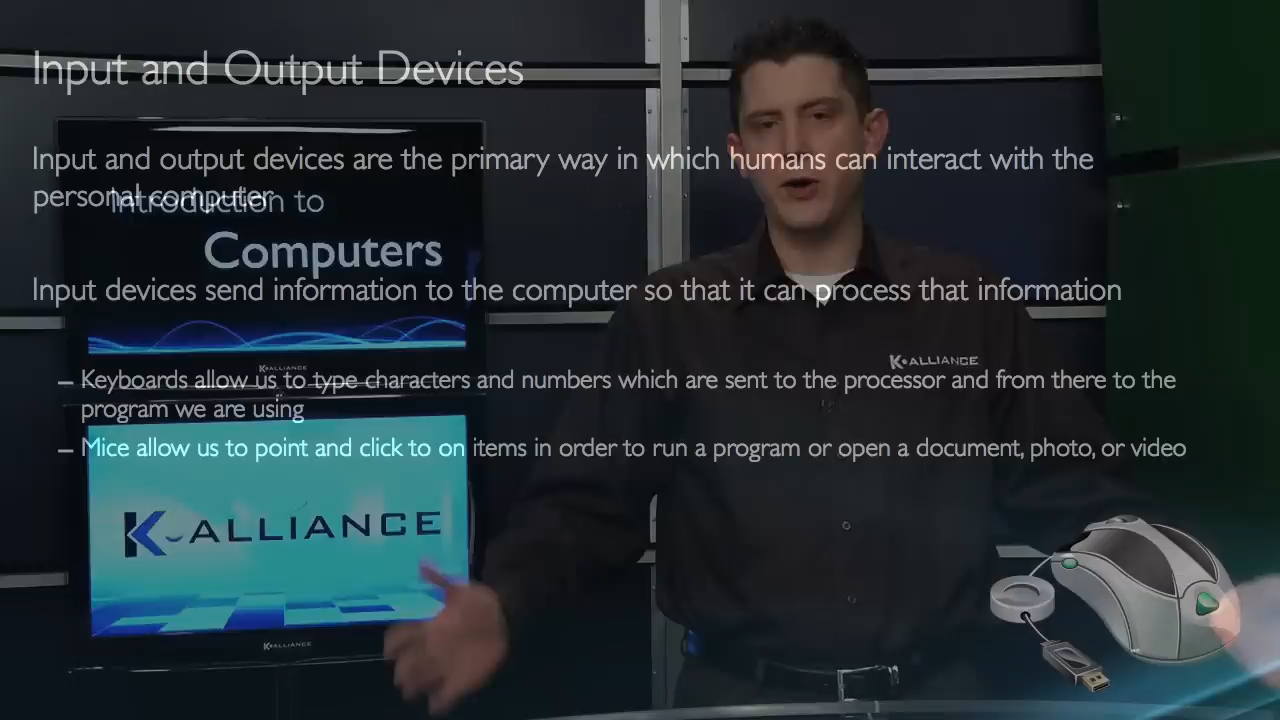 Input and Output Devices
Input and output devices are the primary way in which humans can interact with the
personal computer
Introduction to
Computers
Input devices send information to the computer so that it can process that information
K-ALLIANCE
K-ALLIANCE
– Keyboards allow us to type characters and numbers which are sent to the processor and from there to the
program we are using
– Mice allow us to point and click to on items in order to run a program or open a document, photo, or video
K-ALLIANCE
K-ALLIANCE